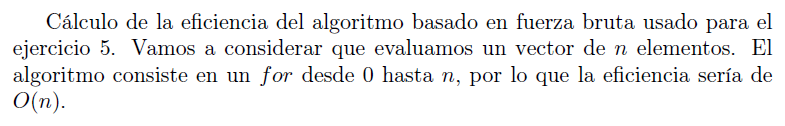 Cálculo de la eficiencia del algoritmo basado en fuerza bruta usado para el
ejercicio 5. Vamos a considerar que evaluamos un vector de n elementos. El
algoritmo consiste en un for desde 0 hasta n, por lo que la eficiencia sería de
O(n).